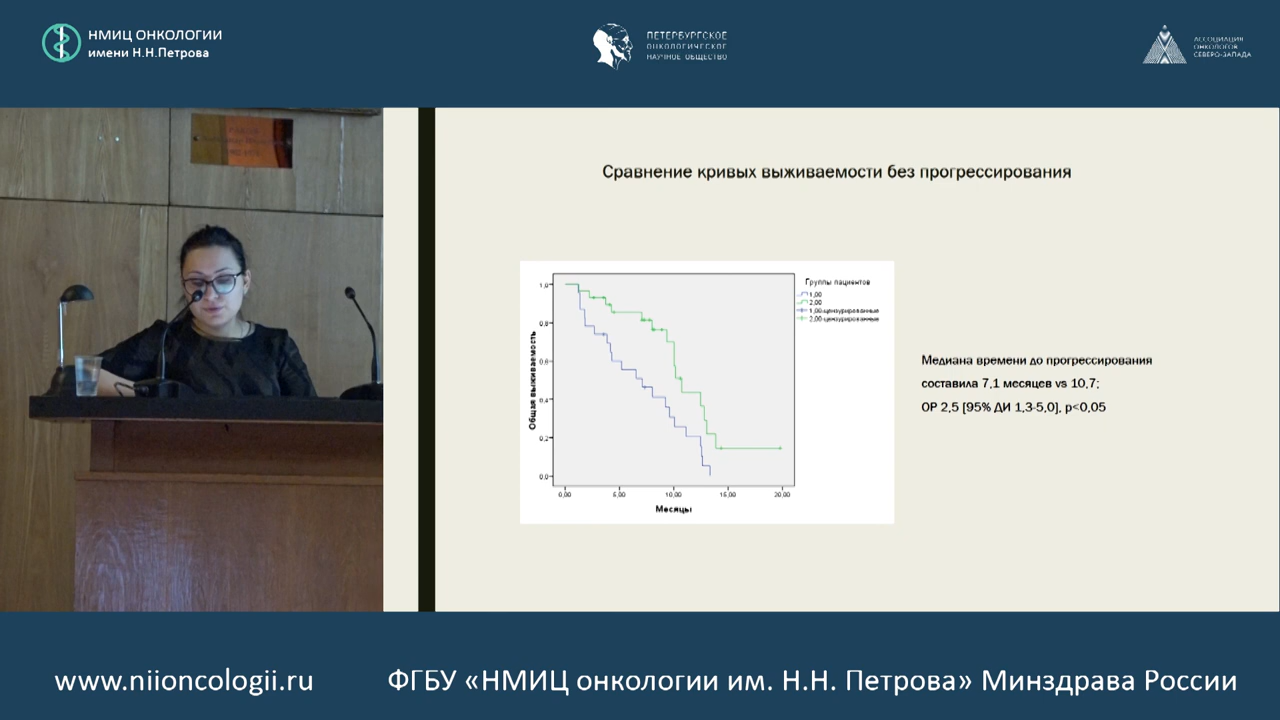 НМИЦ ОНКОЛОГИИ
имени Н.Н.Петрова
ПЕТЕРБУРГСКОЕ
ОНКОЛОГИЧЕСКОЕ
НАУЧНОЕ ОБЩЕСТВО
АССОЦИАЦИЯ
ОНКОЛОГОВ
СЕВЕРО-ЗАПАДА
Сравнение кривых выживаемости без прогрессирования
Группы пациентов
1,00
2,00
1,00-цензурированные
2,00-цензурированные
Общая выживаемость
1,0
0,8
0,6
0,4
0,2
0,0
0,00 5,00 10,00 15,00 20,00
Месяцы
Медиана времени до прогрессирования
составила 7,1 месяцев vs 10,7;
ОР 2,5 [95% ДИ 1,3-5,0], p<0,05
www.niioncologii.ru
ФГБУ «НМИЦ онкологии им. Н.Н. Петрова» Минздрава России